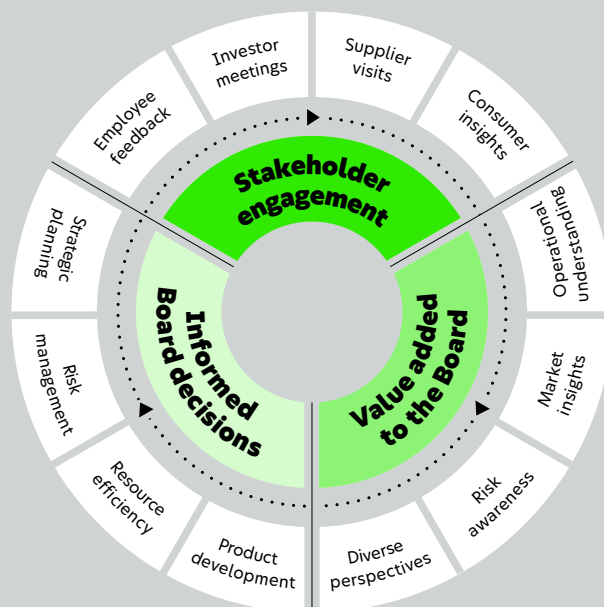 Stakeholder
engagement
Employee
feedback
Investor
meetings
Supplier
visits
Consumer
insights
Value added
to the Board
Operational
understanding
Market
insights
Risk
awareness
Diverse
perspectives
Informed
Board decisions
Product
development
Resource
efficiency
Risk
management
Strategic
planning